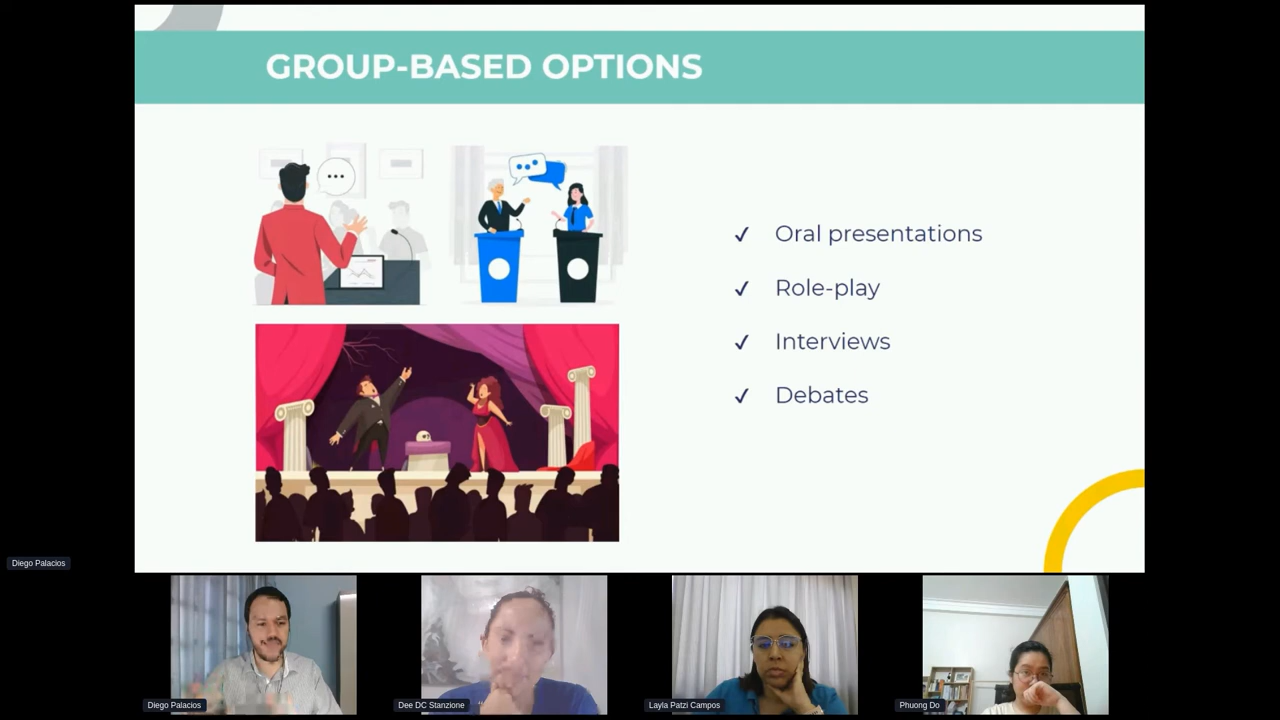 GROUP-BASED OPTIONS
✓ Oral presentations
✓ Role-play
✓ Interviews
✓ Debates
Diego Palacios
Diego Palacios
Dee DC Stanzione
Layla Patzi Campos
Phuong Do